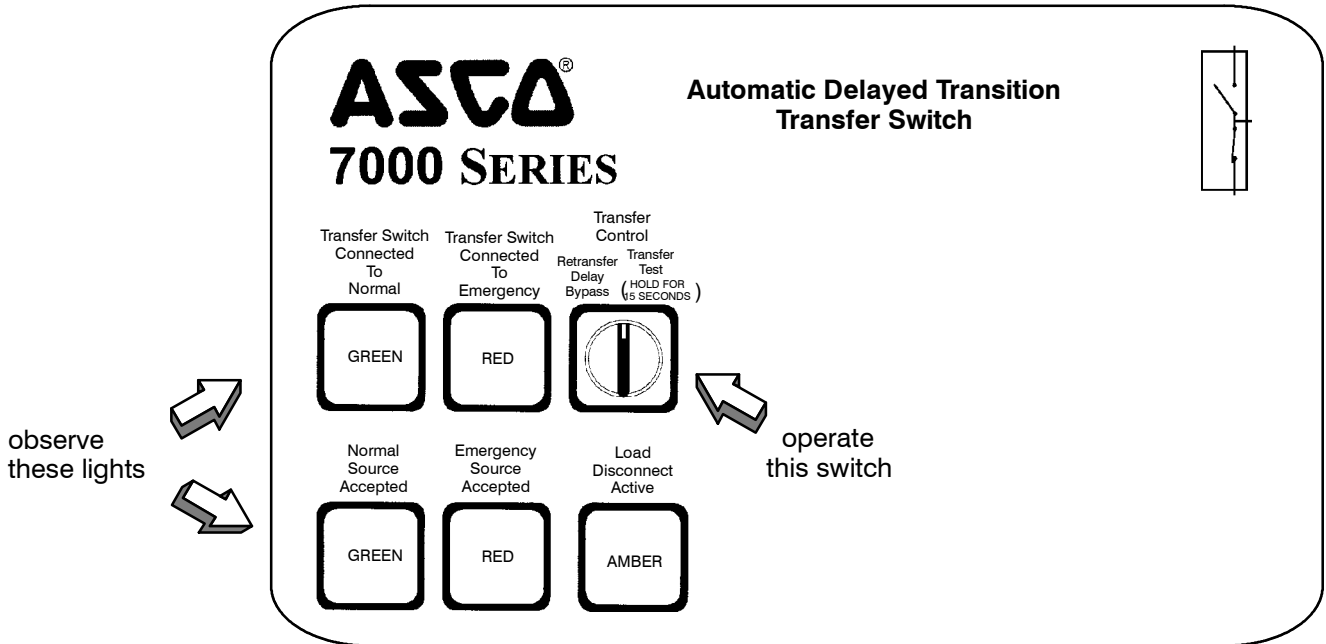 ASCO®
7000 SERIES
Automatic Delayed Transition
Transfer Switch
Transfer Switch
Connected
To
Normal
Transfer Switch
Connected
To
Emergency
Transfer
Control
Retransfer
Delay
Bypass
Transfer
Test
(HOLD FOR
15 SECONDS)
GREEN
RED
observe
these lights
operate
this switch
Normal
Source
Accepted
Emergency
Source
Accepted
Load
Disconnect
Active
GREEN
RED
AMBER